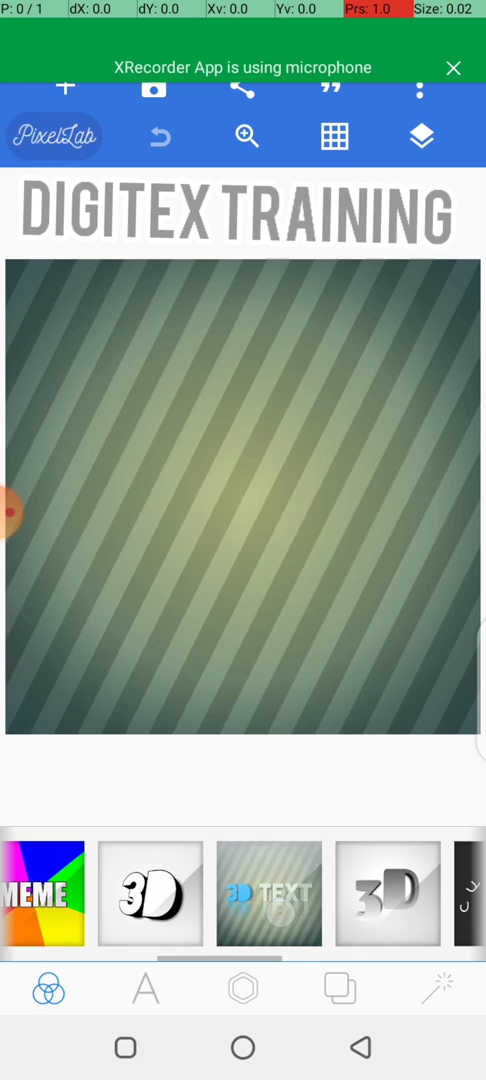 P: 0 / 1 dX: 0.0 dY: 0.0 Xv: 0.0 Yv: 0.0 Prs: 1.0 Size: 0.02
XRecorder App is using microphone
PixelLab
DIGITEX TRAINING
MEME
3D
3D TEXT
3D